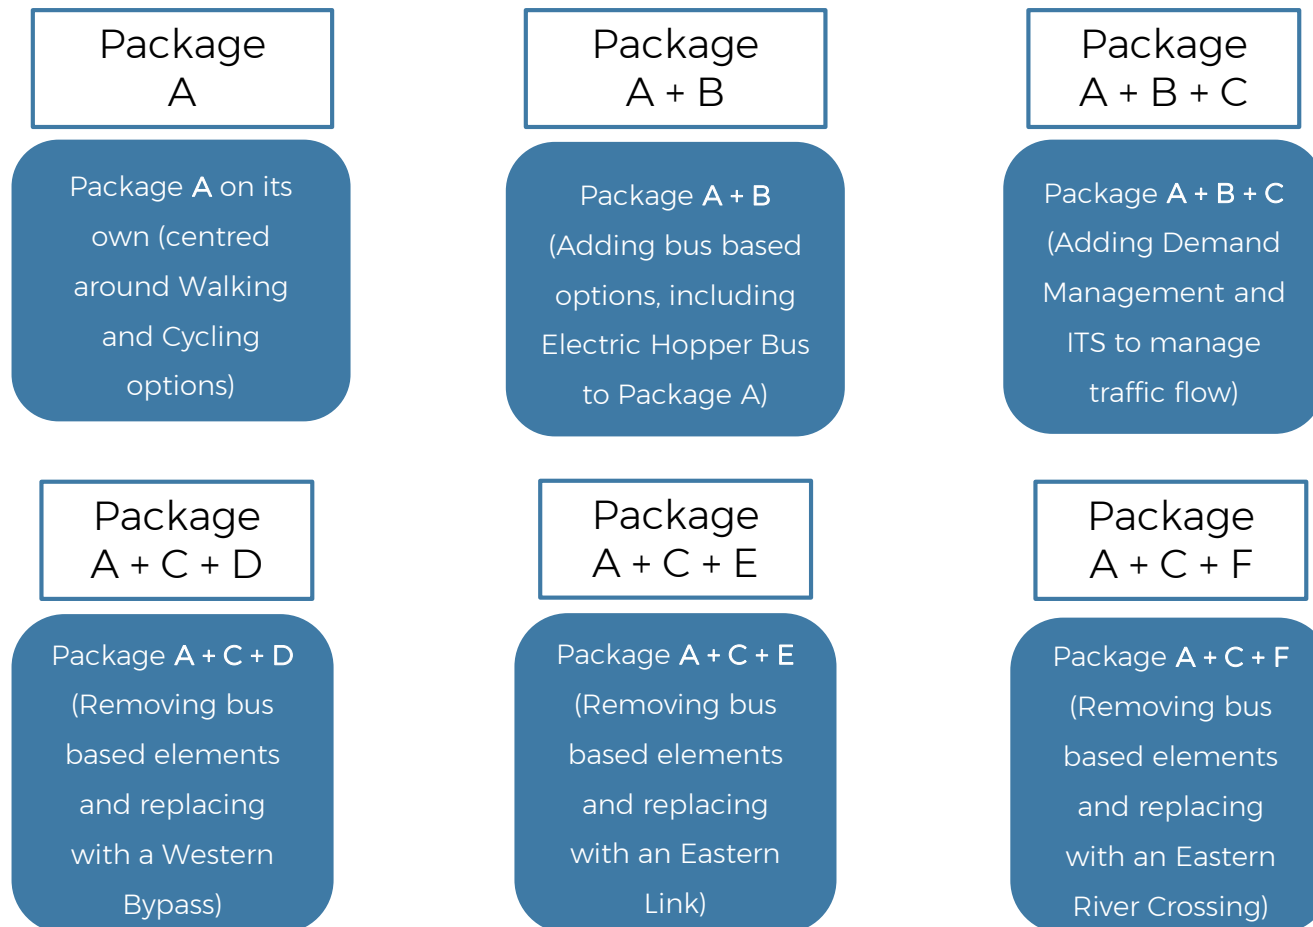 Package
A
Package A on its
own (centred
around Walking
and Cycling
options)
Package
A + B
Package A + B
(Adding bus based
options, including
Electric Hopper Bus
to Package A)
Package
A + B + C
Package A + B + C
(Adding Demand
Management and
ITS to manage
traffic flow)
Package
A + C + D
Package A + C + D
(Removing bus
based elements
and replacing
with a Western
Bypass)
Package
A + C + E
Package A + C + E
(Removing bus
based elements
and replacing
with an Eastern
Link)
Package
A + C + F
Package A + C + F
(Removing bus
based elements
and replacing
with an Eastern
River Crossing)